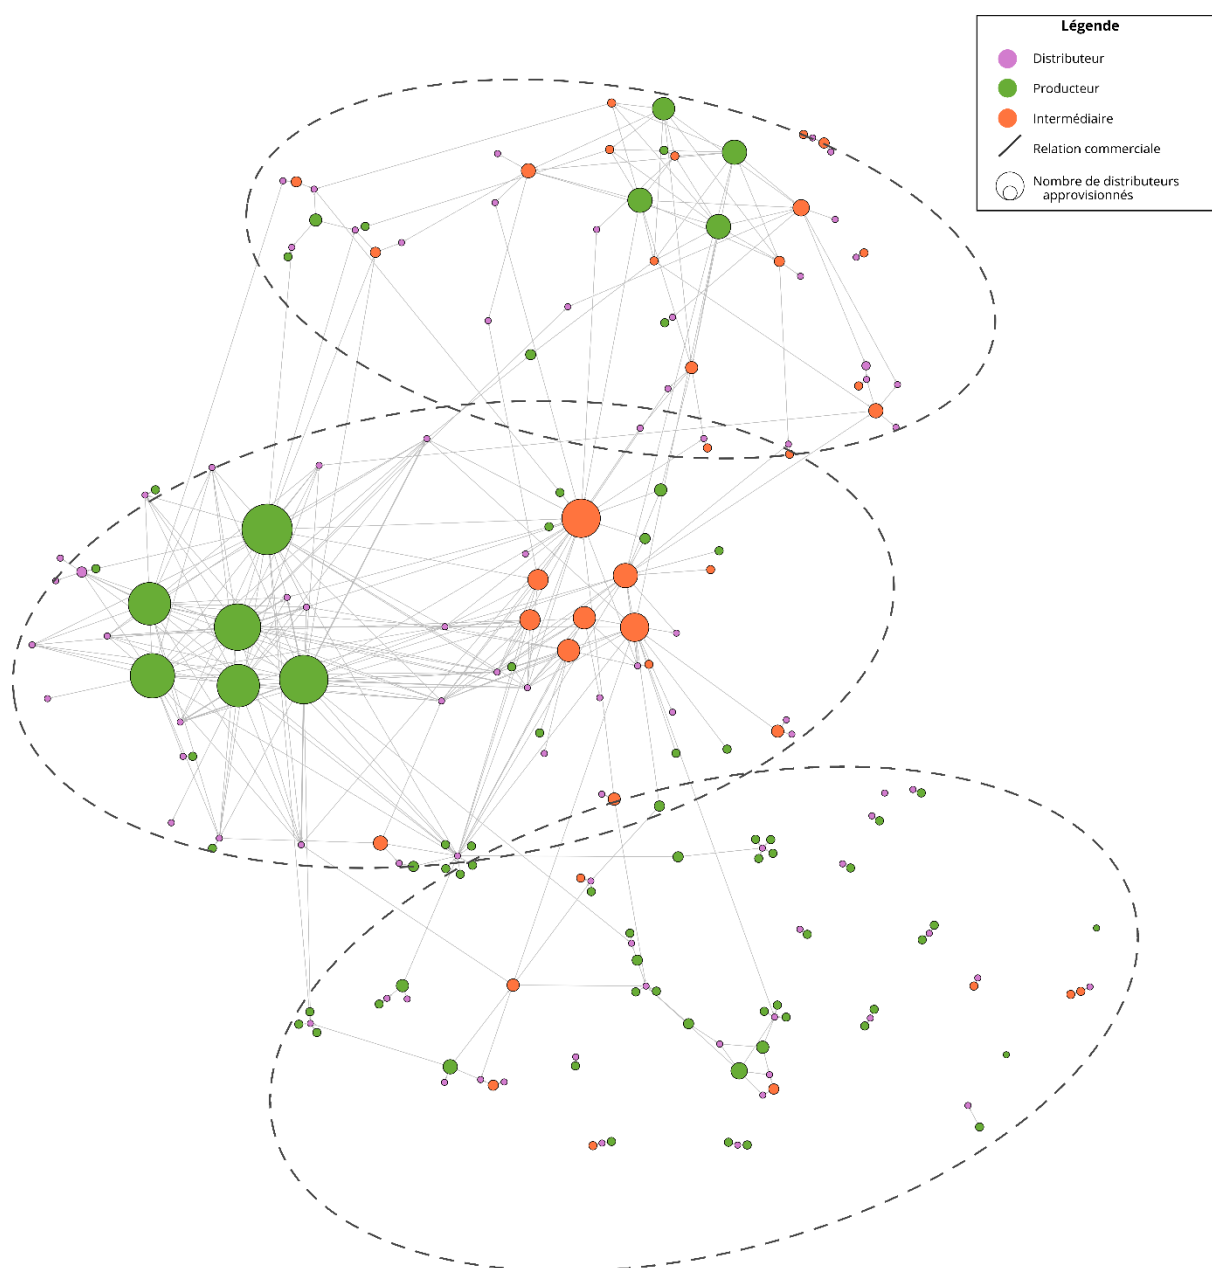 Légende
Distributeur
Producteur
Intermédiaire
Relation commerciale
Nombre de distributeurs
approvisionnés